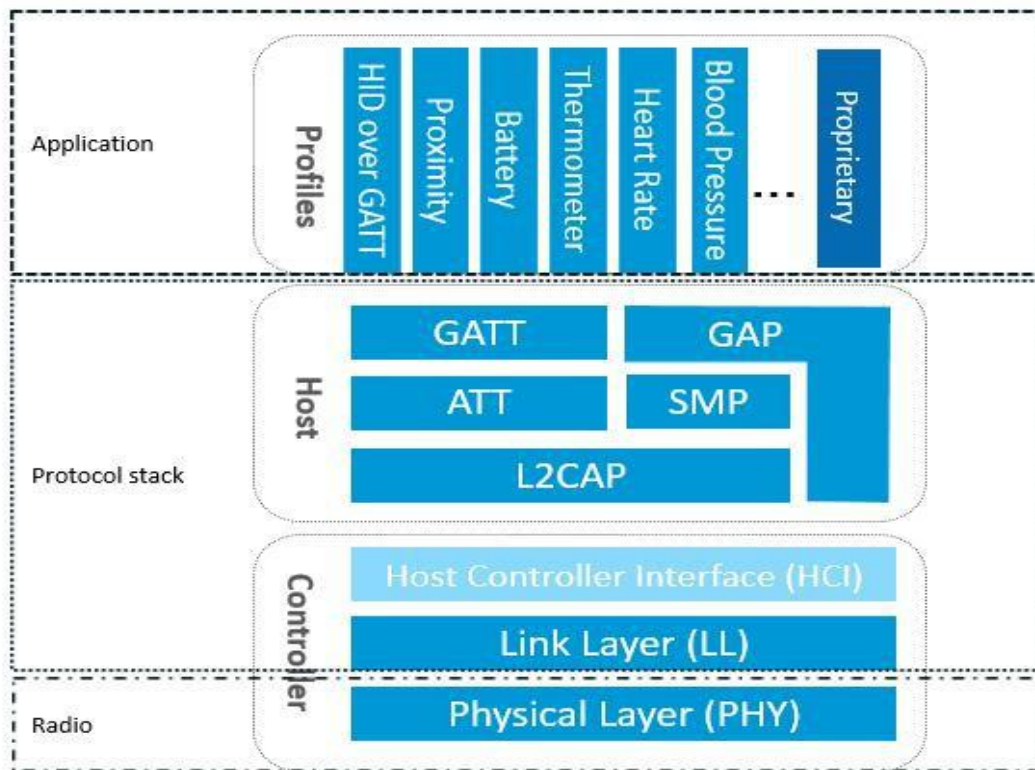 Application
Profiles
HID over GATT
Proximity
Battery
Thermometer
Heart Rate
Blood Pressure
...
Proprietary
Protocol stack
Host
GATT
GAP
ATT
SMP
L2CAP
Controller
Host Controller Interface (HCI)
Link Layer (LL)
Radio
Physical Layer (PHY)